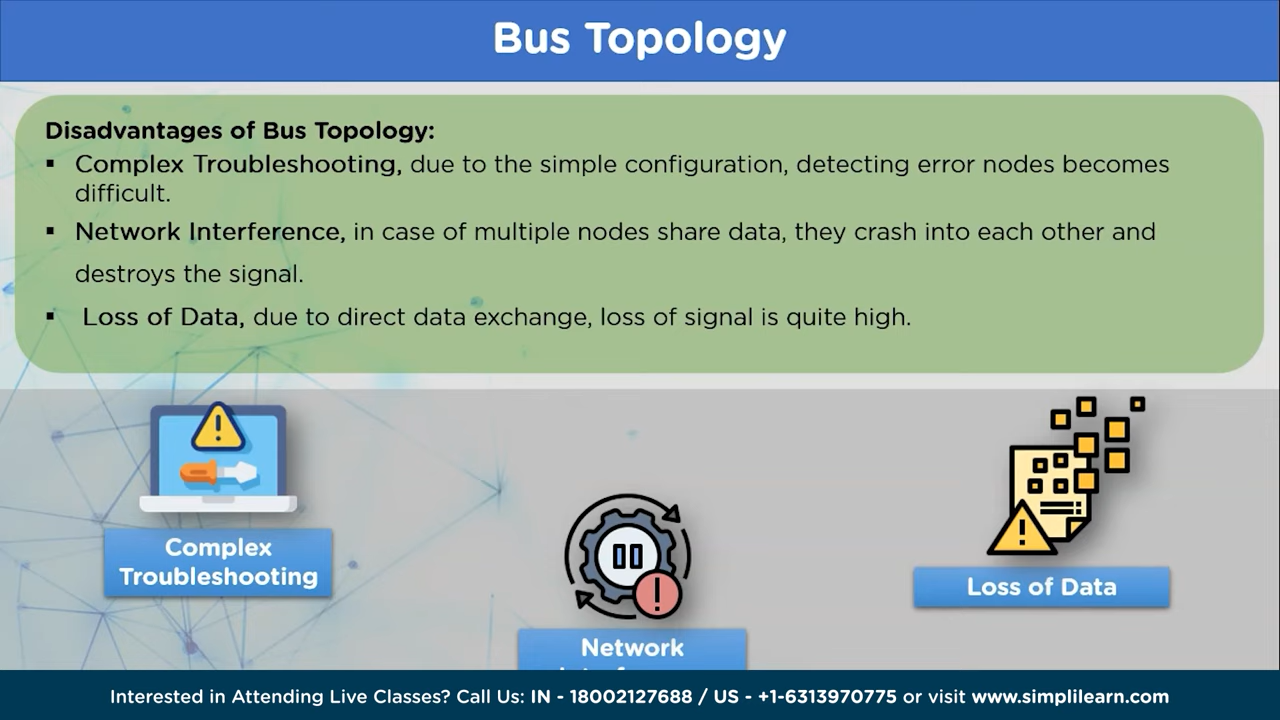 Bus Topology
Disadvantages of Bus Topology:
▪ Complex Troubleshooting, due to the simple configuration, detecting error nodes becomes
difficult.
▪ Network Interference, in case of multiple nodes share data, they crash into each other and
destroys the signal.
▪ Loss of Data, due to direct data exchange, loss of signal is quite high.
Complex
Troubleshooting
Network
Loss of Data
Interested in Attending Live Classes? Call Us: IN - 18002127688 / US - +1-6313970775 or visit www.simplilearn.com